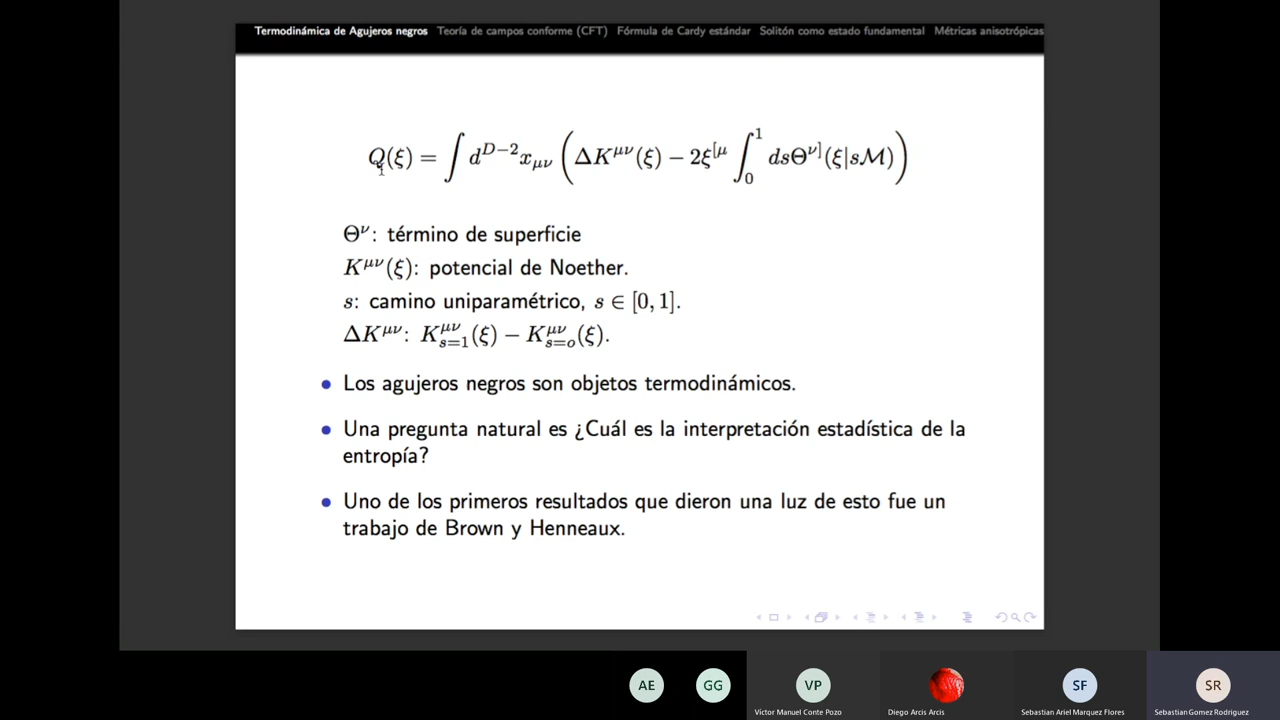 Termodinámica de Agujeros negros Teoría de campos conforme (CFT) Fórmula de Cardy estándar Solitón como estado fundamental Métricas anisotrópicas
Q(ξ) = ∫ d^{D−2}x_{μν} ( ΔK^{μν}(ξ) − 2ξ^{[μ} ∫_0^1 dsΘ^{ν]}(ξ|sℳ) )
Θ^ν: término de superficie
K^{μν}(ξ): potencial de Noether.
s: camino uniparamétrico, s ∈ [0, 1].
ΔK^{μν}: K^{μν}_{s=1}(ξ) − K^{μν}_{s=o}(ξ).
• Los agujeros negros son objetos termodinámicos.
• Una pregunta natural es ¿Cuál es la interpretación estadística de la
entropía?
• Uno de los primeros resultados que dieron una luz de esto fue un
trabajo de Brown y Henneaux.
AE GG VP SF SR
Víctor Manuel Conte Pozo Diego Arcis Arcis Sebastian Ariel Marquez Flores Sebastian Gomez Rodriguez